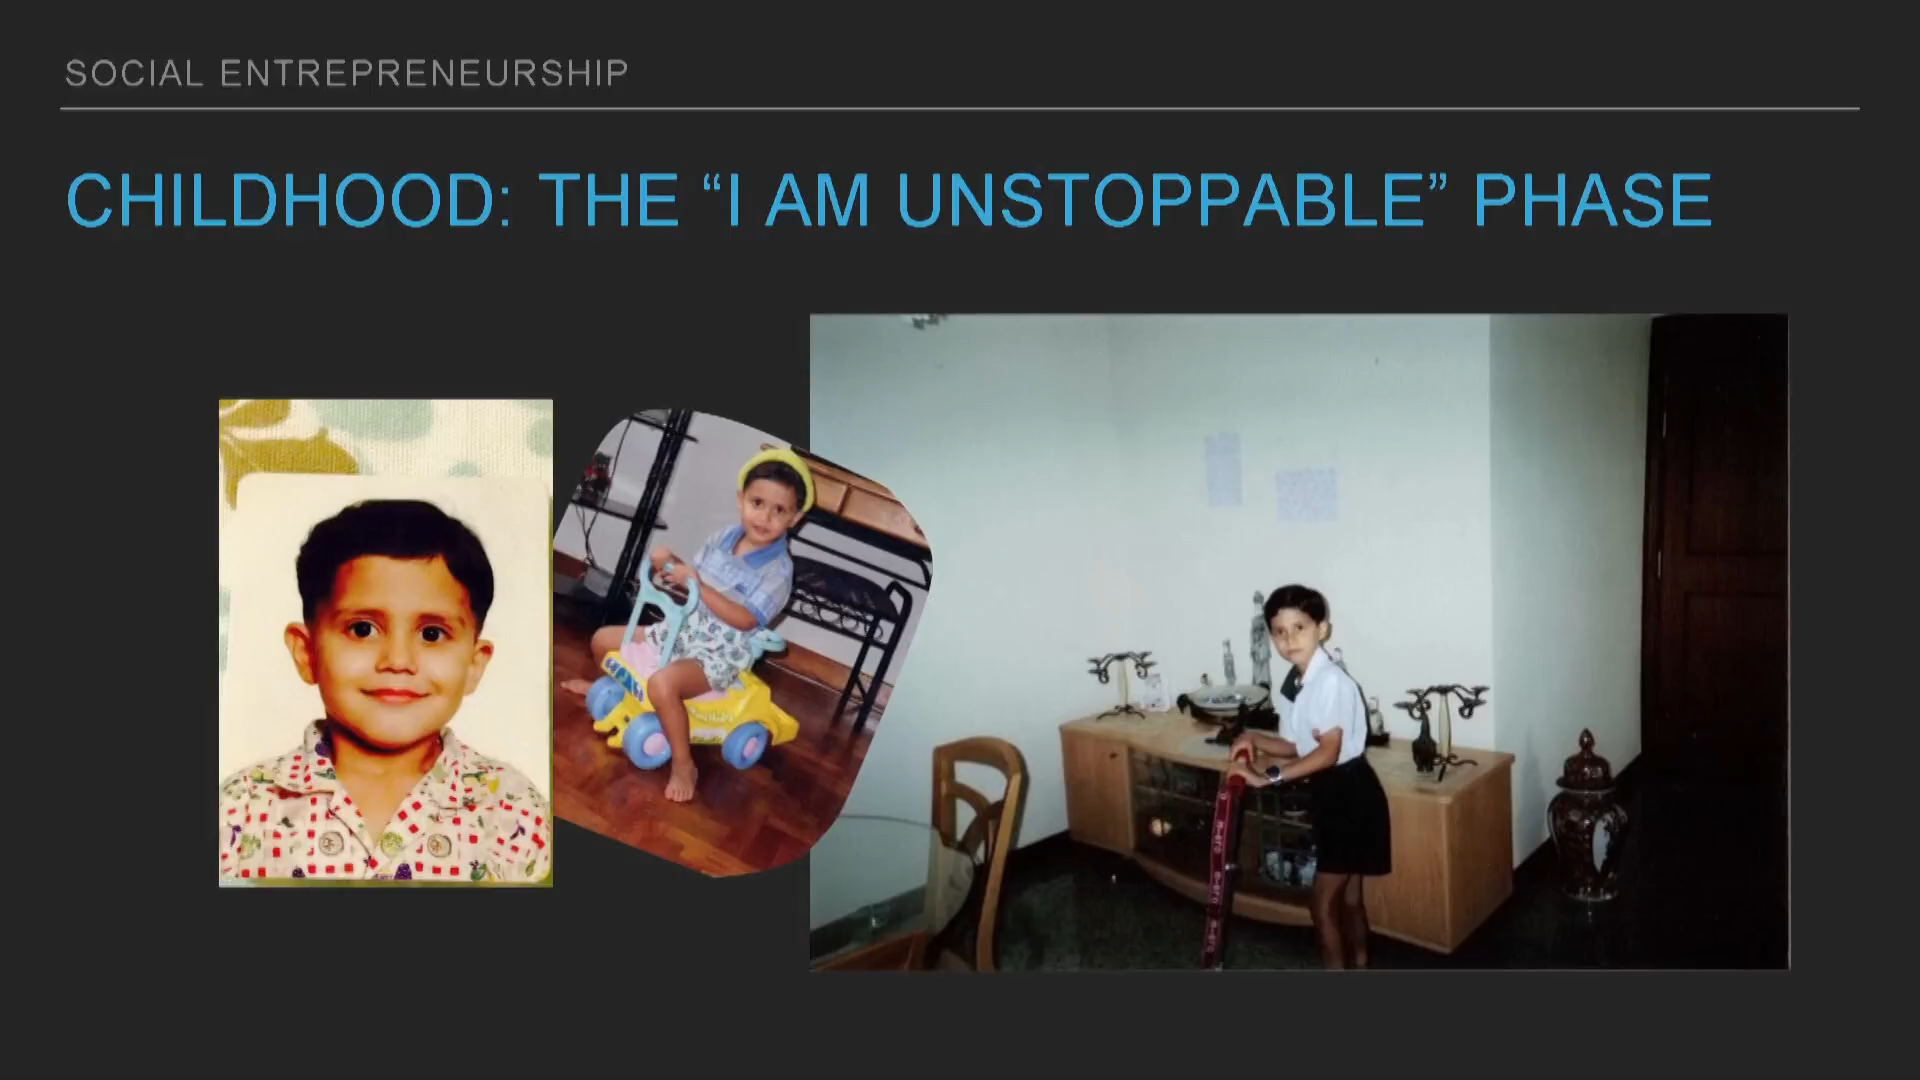 SOCIAL ENTREPRENEURSHIP
CHILDHOOD: THE “I AM UNSTOPPABLE” PHASE